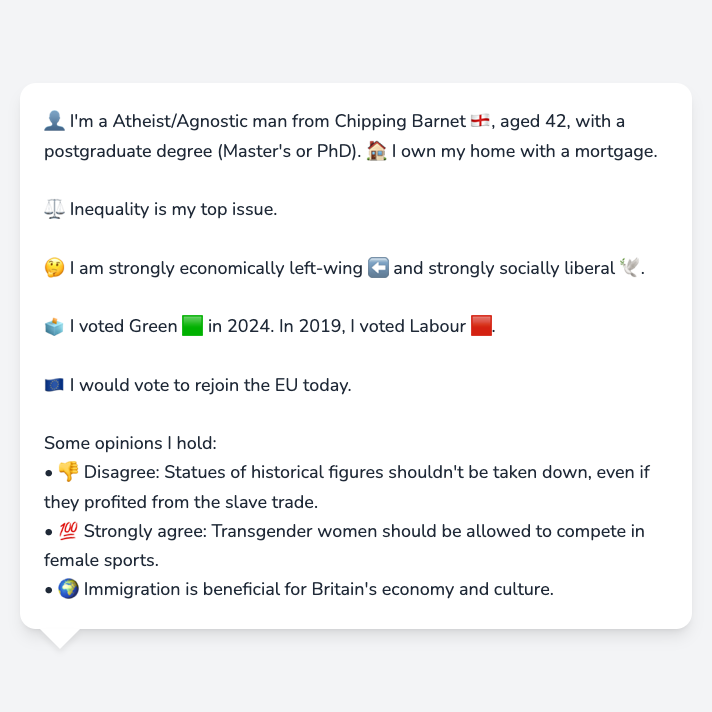 👤 I'm a Atheist/Agnostic man from Chipping Barnet 🏴󠁧󠁢󠁥󠁮󠁧󠁿, aged 42, with a
postgraduate degree (Master's or PhD). 🏠 I own my home with a mortgage.
⚖️ Inequality is my top issue.
🤔 I am strongly economically left-wing ⬅️ and strongly socially liberal 🕊️.
🗳️ I voted Green 🟩 in 2024. In 2019, I voted Labour 🟥.
🇪🇺 I would vote to rejoin the EU today.
Some opinions I hold:
• 👎 Disagree: Statues of historical figures shouldn't be taken down, even if
they profited from the slave trade.
• 💯 Strongly agree: Transgender women should be allowed to compete in
female sports.
• 🌍 Immigration is beneficial for Britain's economy and culture.